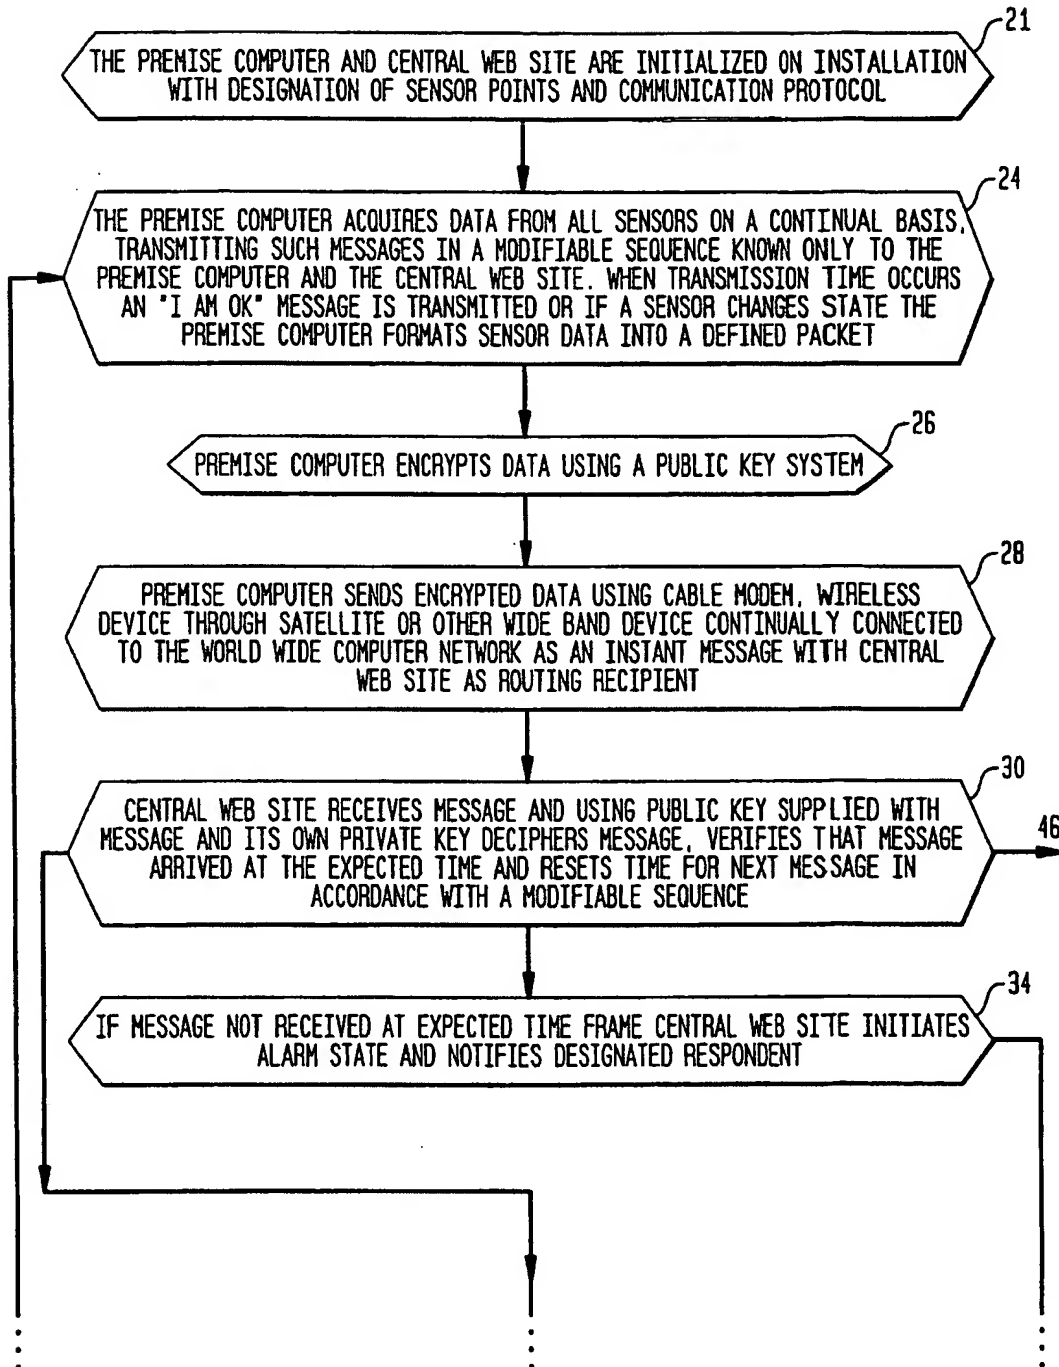 21
THE PREMISE COMPUTER AND CENTRAL WEB SITE ARE INITIALIZED ON INSTALLATION
WITH DESIGNATION OF SENSOR POINTS AND COMMUNICATION PROTOCOL
24
THE PREMISE COMPUTER ACQUIRES DATA FROM ALL SENSORS ON A CONTINUAL BASIS,
TRANSMITTING SUCH MESSAGES IN A MODIFIABLE SEQUENCE KNOWN ONLY TO THE
PREMISE COMPUTER AND THE CENTRAL WEB SITE. WHEN TRANSMISSION TIME OCCURS
AN "I AM OK" MESSAGE IS TRANSMITTED OR IF A SENSOR CHANGES STATE THE
PREMISE COMPUTER FORMATS SENSOR DATA INTO A DEFINED PACKET
26
PREMISE COMPUTER ENCRYPTS DATA USING A PUBLIC KEY SYSTEM
28
PREMISE COMPUTER SENDS ENCRYPTED DATA USING CABLE MODEM, WIRELESS
DEVICE THROUGH SATELLITE OR OTHER WIDE BAND DEVICE CONTINUALLY CONNECTED
TO THE WORLD WIDE COMPUTER NETWORK AS AN INSTANT MESSAGE WITH CENTRAL
WEB SITE AS ROUTING RECIPIENT
30
CENTRAL WEB SITE RECEIVES MESSAGE AND USING PUBLIC KEY SUPPLIED WITH
MESSAGE AND ITS OWN PRIVATE KEY DECIPHERS MESSAGE, VERIFIES THAT MESSAGE
ARRIVED AT THE EXPECTED TIME AND RESETS TIME FOR NEXT MESSAGE IN
ACCORDANCE WITH A MODIFIABLE SEQUENCE
46
34
IF MESSAGE NOT RECEIVED AT EXPECTED TIME FRAME CENTRAL WEB SITE INITIATES
ALARM STATE AND NOTIFIES DESIGNATED RESPONDENT